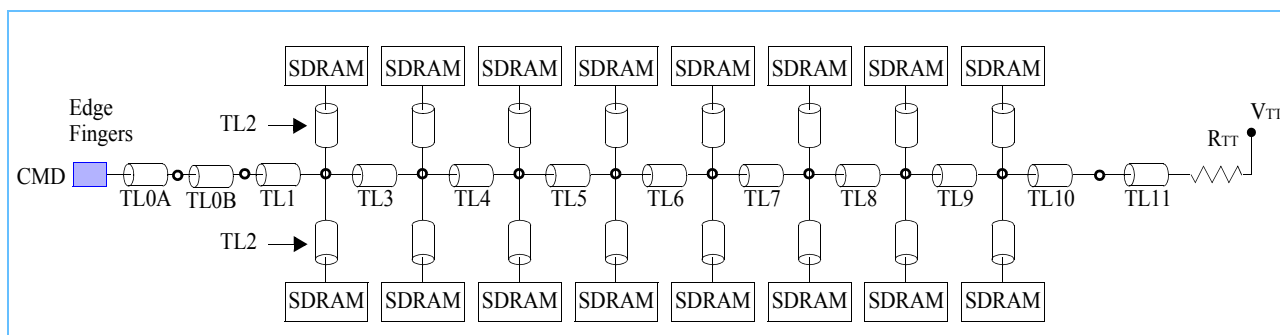 SDRAM SDRAM SDRAM SDRAM SDRAM SDRAM SDRAM SDRAM
Edge
Fingers
TL2
VTT
RTT
CMD
TL0A TL0B TL1 TL3 TL4 TL5 TL6 TL7 TL8 TL9 TL10 TL11
TL2
SDRAM SDRAM SDRAM SDRAM SDRAM SDRAM SDRAM SDRAM